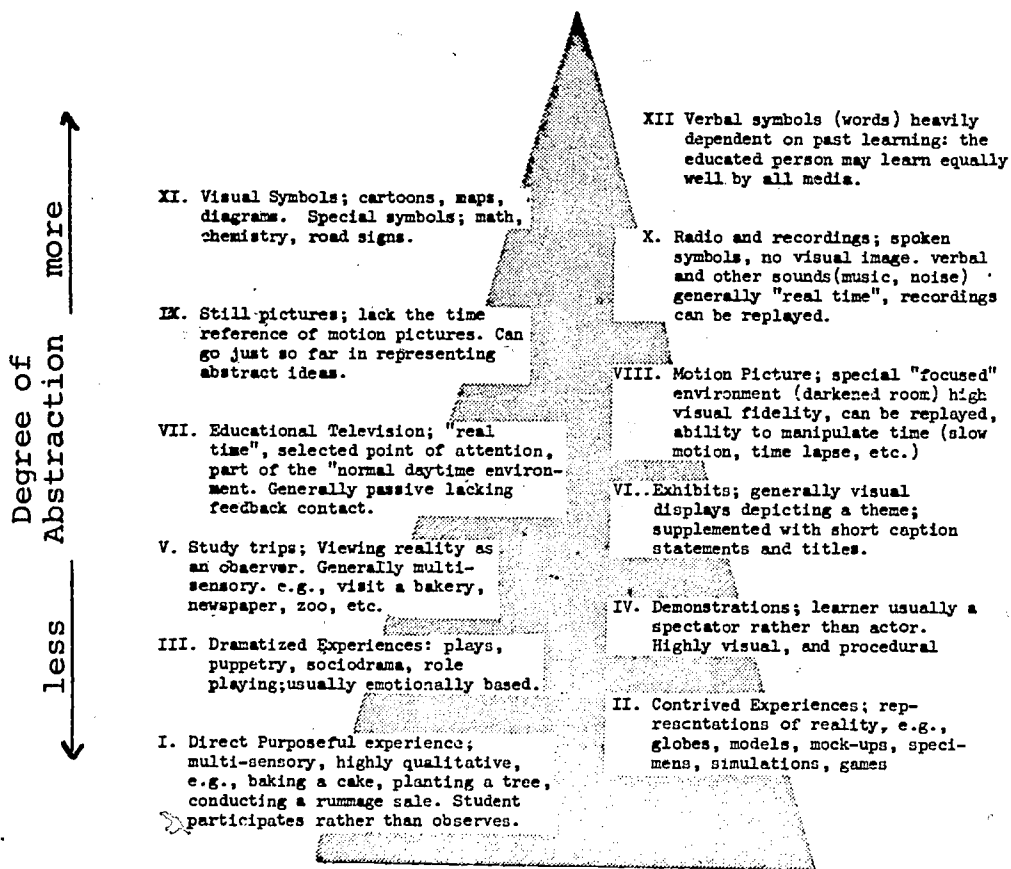 XII Verbal symbols (words) heavily
dependent on past learning: the
educated person may learn equally
well by all media.
XI. Visual Symbols; cartoons, maps,
diagrams. Special symbols; math,
chemistry, road signs.
X. Radio and recordings; spoken
symbols, no visual image. verbal
and other sounds(music, noise)
generally "real time", recordings
can be replayed.
IX. Still pictures; lack the time
reference of motion pictures. Can
go just so far in representing
abstract ideas.
VIII. Motion Picture; special "focused"
environment (darkened room) high
visual fidelity, can be replayed,
ability to manipulate time (slow
motion, time lapse, etc.)
VII. Educational Television; "real
time", selected point of attention,
part of the "normal daytime environ-
ment. Generally passive lacking
feedback contact.
VI. Exhibits; generally visual
displays depicting a theme;
supplemented with short caption
statements and titles.
V. Study trips; Viewing reality as
an observer. Generally multi-
sensory. e.g., visit a bakery,
newspaper, zoo, etc.
IV. Demonstrations; learner usually a
spectator rather than actor.
Highly visual, and procedural
III. Dramatized Experiences: plays,
puppetry, sociodrama, role
playing;usually emotionally based.
II. Contrived Experiences; rep-
resentations of reality, e.g.,
globes, models, mock-ups, speci-
mens, simulations, games
I. Direct Purposeful experience;
multi-sensory, highly qualitative,
e.g., baking a cake, planting a tree,
conducting a rummage sale. Student
participates rather than observes.
Degree of
Abstraction
more
less